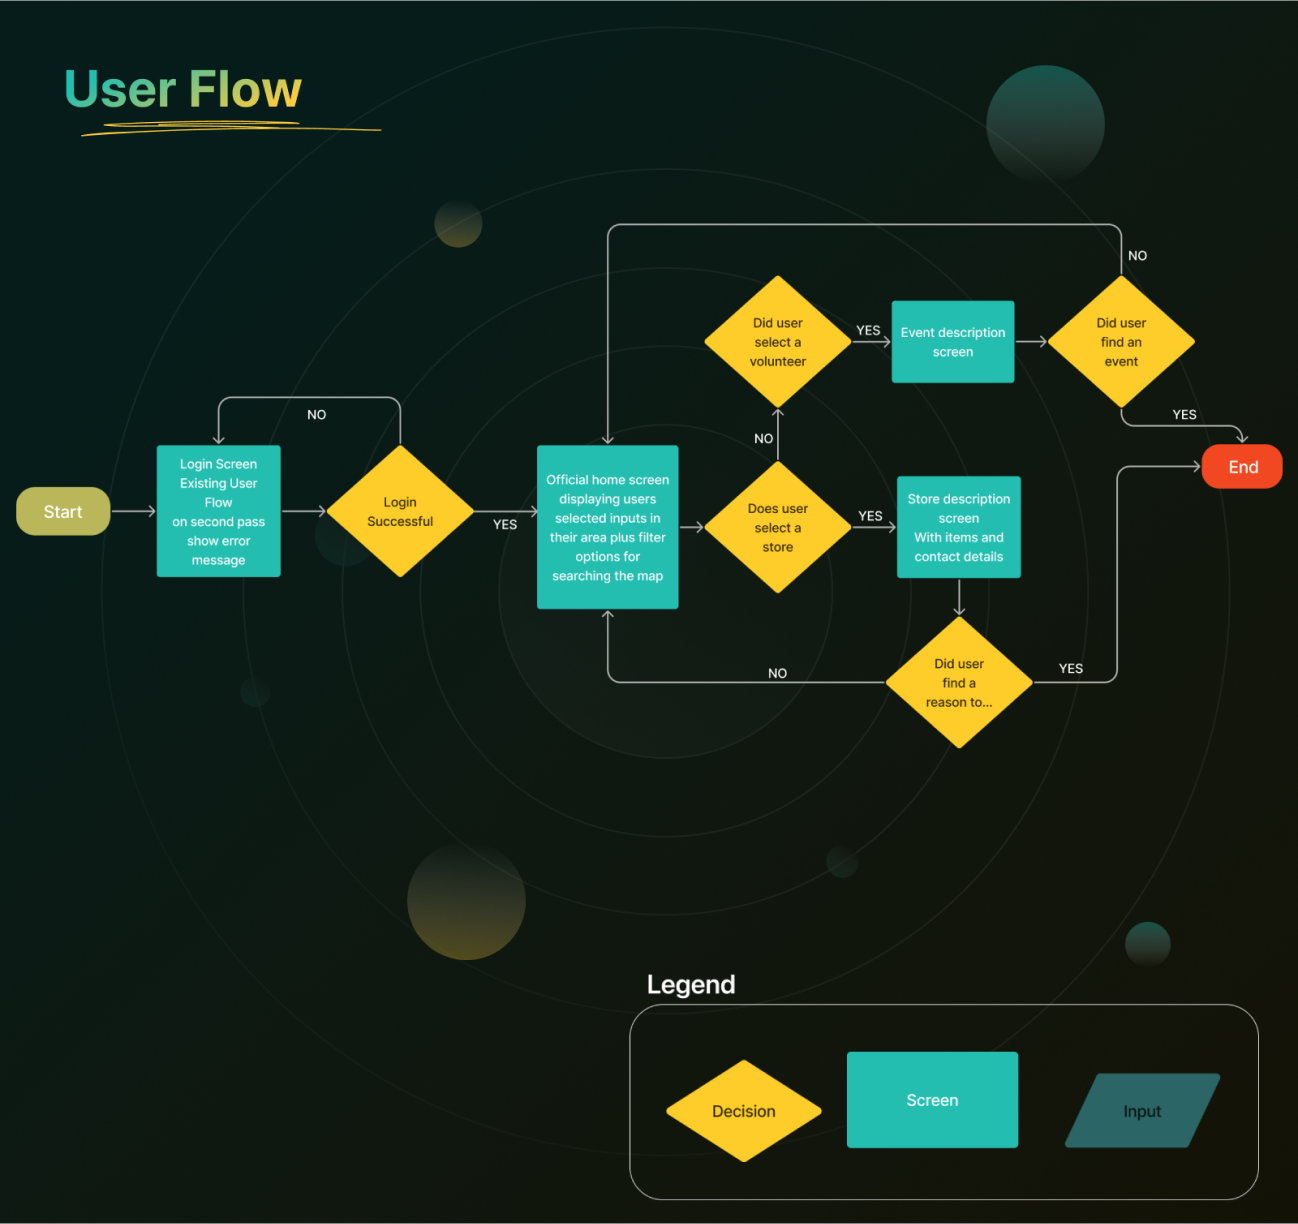 User Flow
NO
Did user
select a
volunteer
YES
Event description
screen
Did user
find an
event
NO
YES
End
Start
Login Screen
Existing User
Flow
on second pass
show error
message
Login
Successful
YES
Official home screen
displaying users
selected inputs in
their area plus filter
options for
searching the map
NO
Does user
select a
store
YES
Store description
screen
With items and
contact details
Did user
find a
reason to...
NO
YES
Legend
Decision
Screen
Input